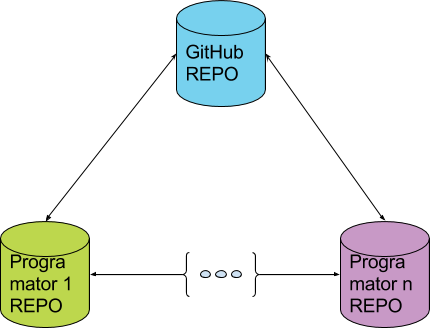 GitHub
REPO
Progra
mator 1
REPO
Progra
mator n
REPO